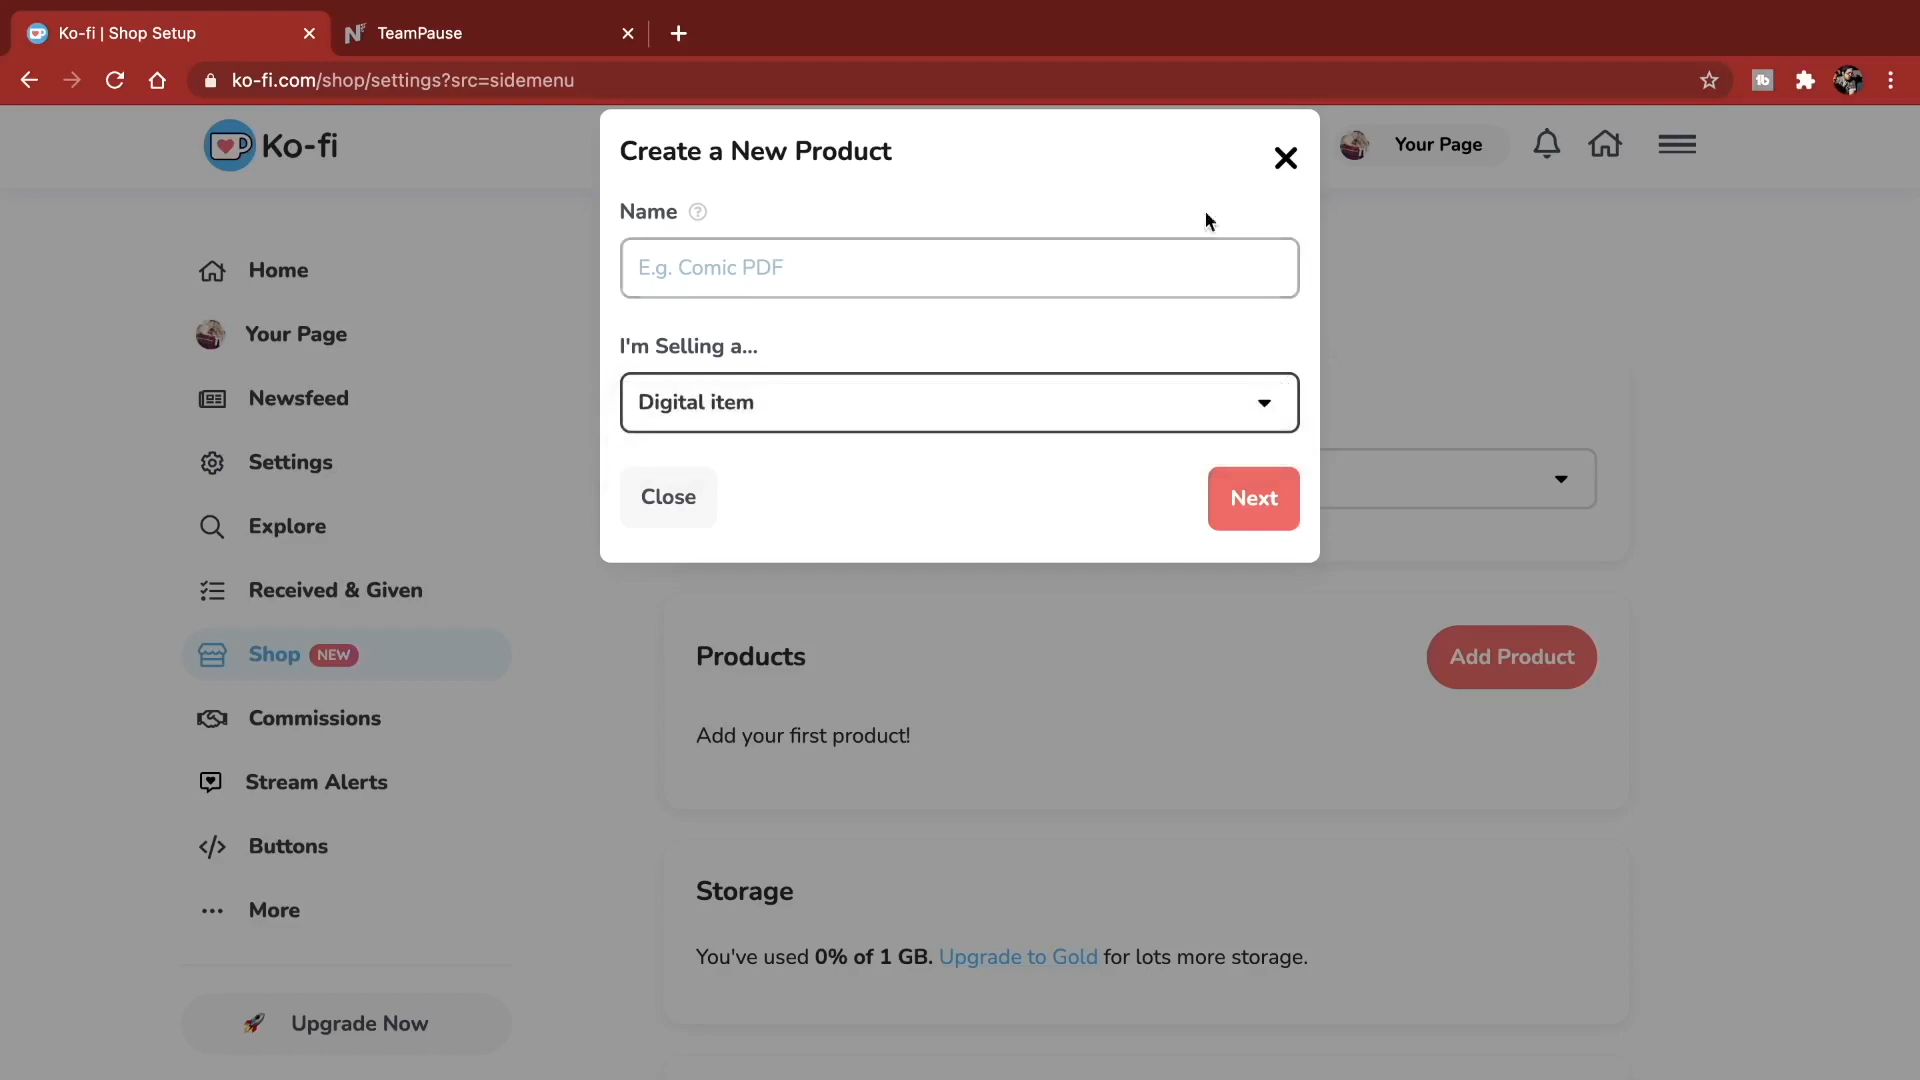 Ko-fi | Shop Setup
TeamPause
ko-fi.com/shop/settings?src=sidemenu
Ko-fi
Your Page
Create a New Product
Name ?
E.g. Comic PDF
I'm Selling a...
Digital item
Close
Next
Home
Your Page
Newsfeed
Settings
Explore
Received & Given
Shop NEW
Commissions
Stream Alerts
Buttons
More
Upgrade Now
Products
Add Product
Add your first product!
Storage
You've used 0% of 1 GB. Upgrade to Gold for lots more storage.